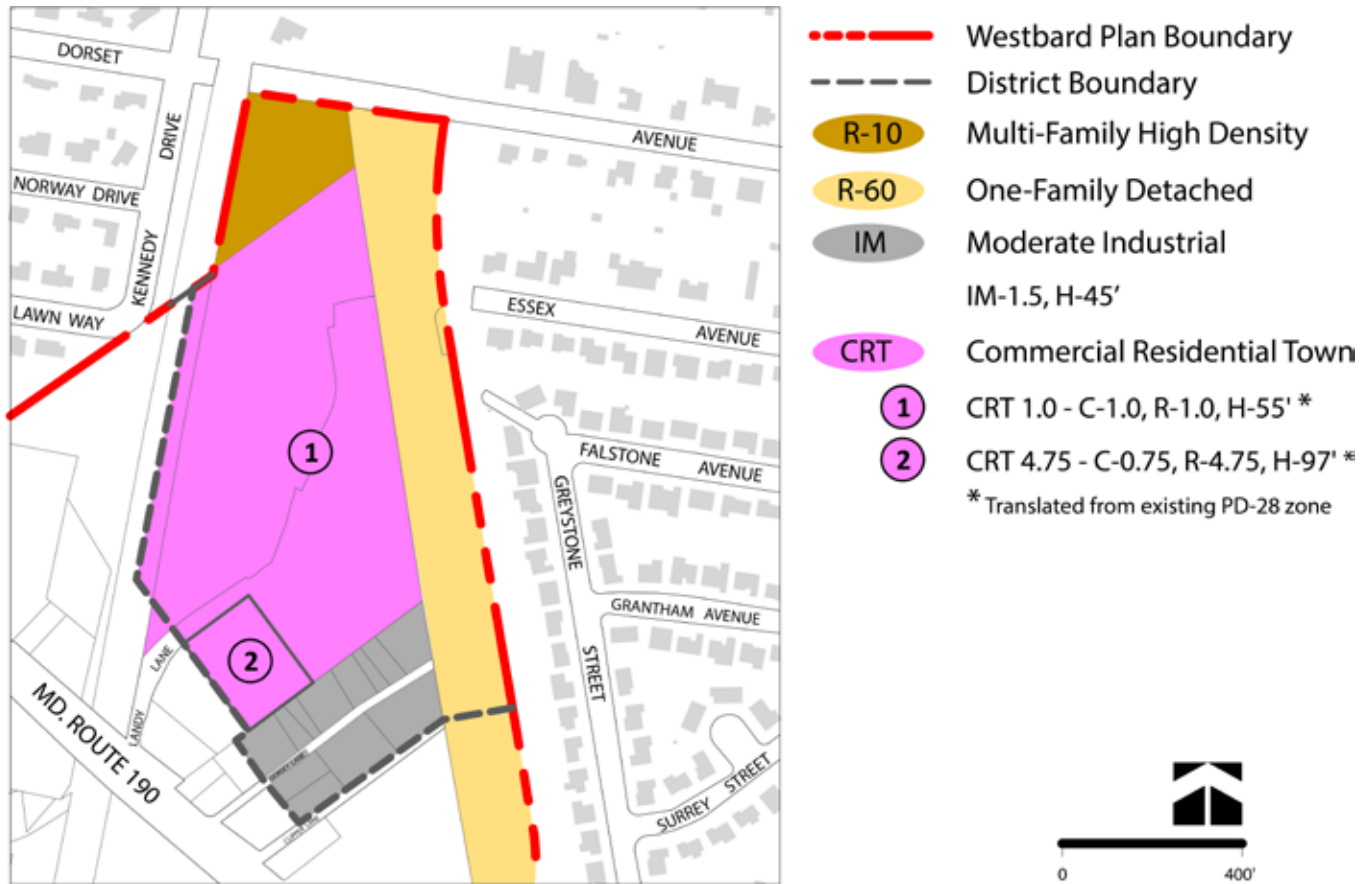 DORSET
AVENUE
DRIVE
NORWAY DRIVE
KENNEDY
LAWN WAY
ESSEX
AVENUE
FALSTONE AVENUE
GREYSTONE
STREET
GRANTHAM AVENUE
SURREY STREET
1
2
LANE
LANDY
MD. ROUTE 190
DORSEY LANE
Westbard Plan Boundary
District Boundary
R-10 Multi-Family High Density
R-60 One-Family Detached
IM Moderate Industrial
IM-1.5, H-45’
CRT Commercial Residential Town
1 CRT 1.0 - C-1.0, R-1.0, H-55' *
2 CRT 4.75 - C-0.75, R-4.75, H-97' *
* Translated from existing PD-28 zone
0 400'